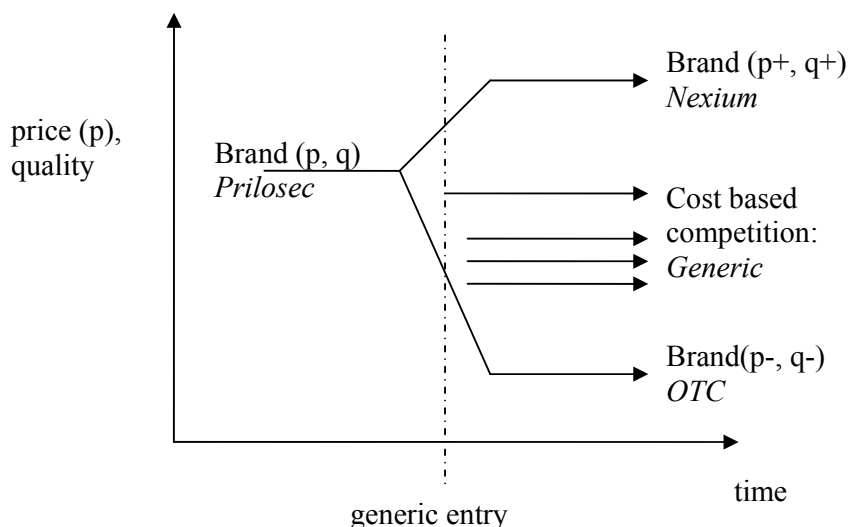 price (p),
quality
Brand (p, q)
Prilosec
Brand (p+, q+)
Nexium
Cost based
competition:
Generic
Brand(p-, q-)
OTC
time
generic entry